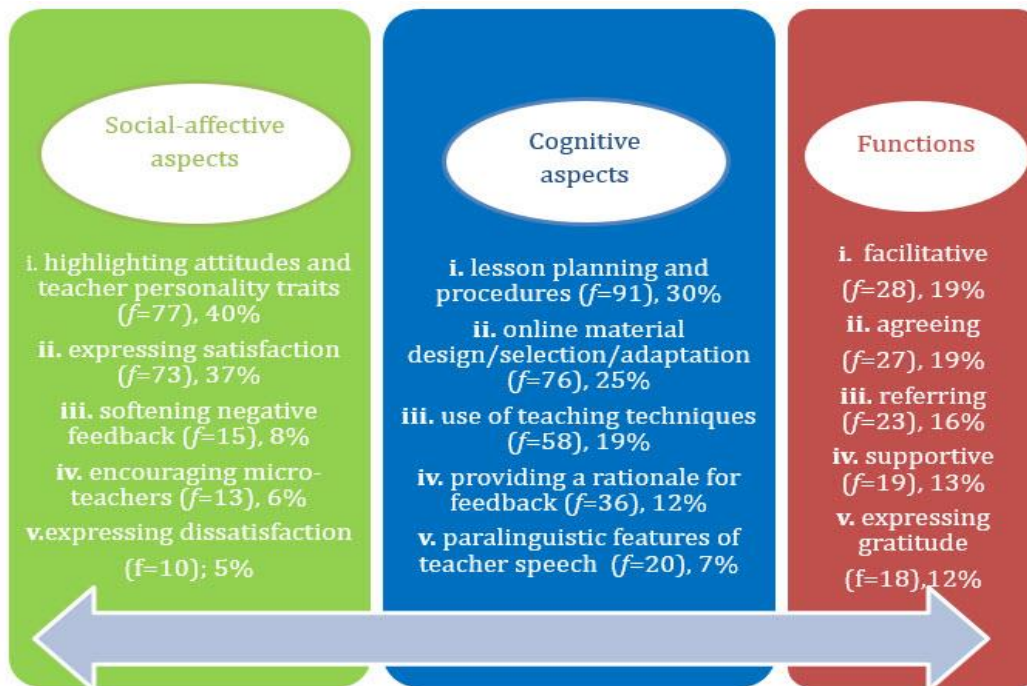 Social-affective
aspects
i. highlighting attitudes and
teacher personality traits
(f=77), 40%
ii. expressing satisfaction
(f=73), 37%
iii. softening negative
feedback (f=15), 8%
iv. encouraging micro-
teachers (f=13), 6%
v.expressing dissatisfaction
(f=10); 5%
Cognitive
aspects
i. lesson planning and
procedures (f=91), 30%
ii. online material
design/selection/adaptation
(f=76), 25%
iii. use of teaching techniques
(f=58), 19%
iv. providing a rationale for
feedback (f=36), 12%
v. paralinguistic features of
teacher speech (f=20), 7%
Functions
i. facilitative
(f=28), 19%
ii. agreeing
(f=27), 19%
iii. referring
(f=23), 16%
iv. supportive
(f=19), 13%
v. expressing
gratitude
(f=18),12%